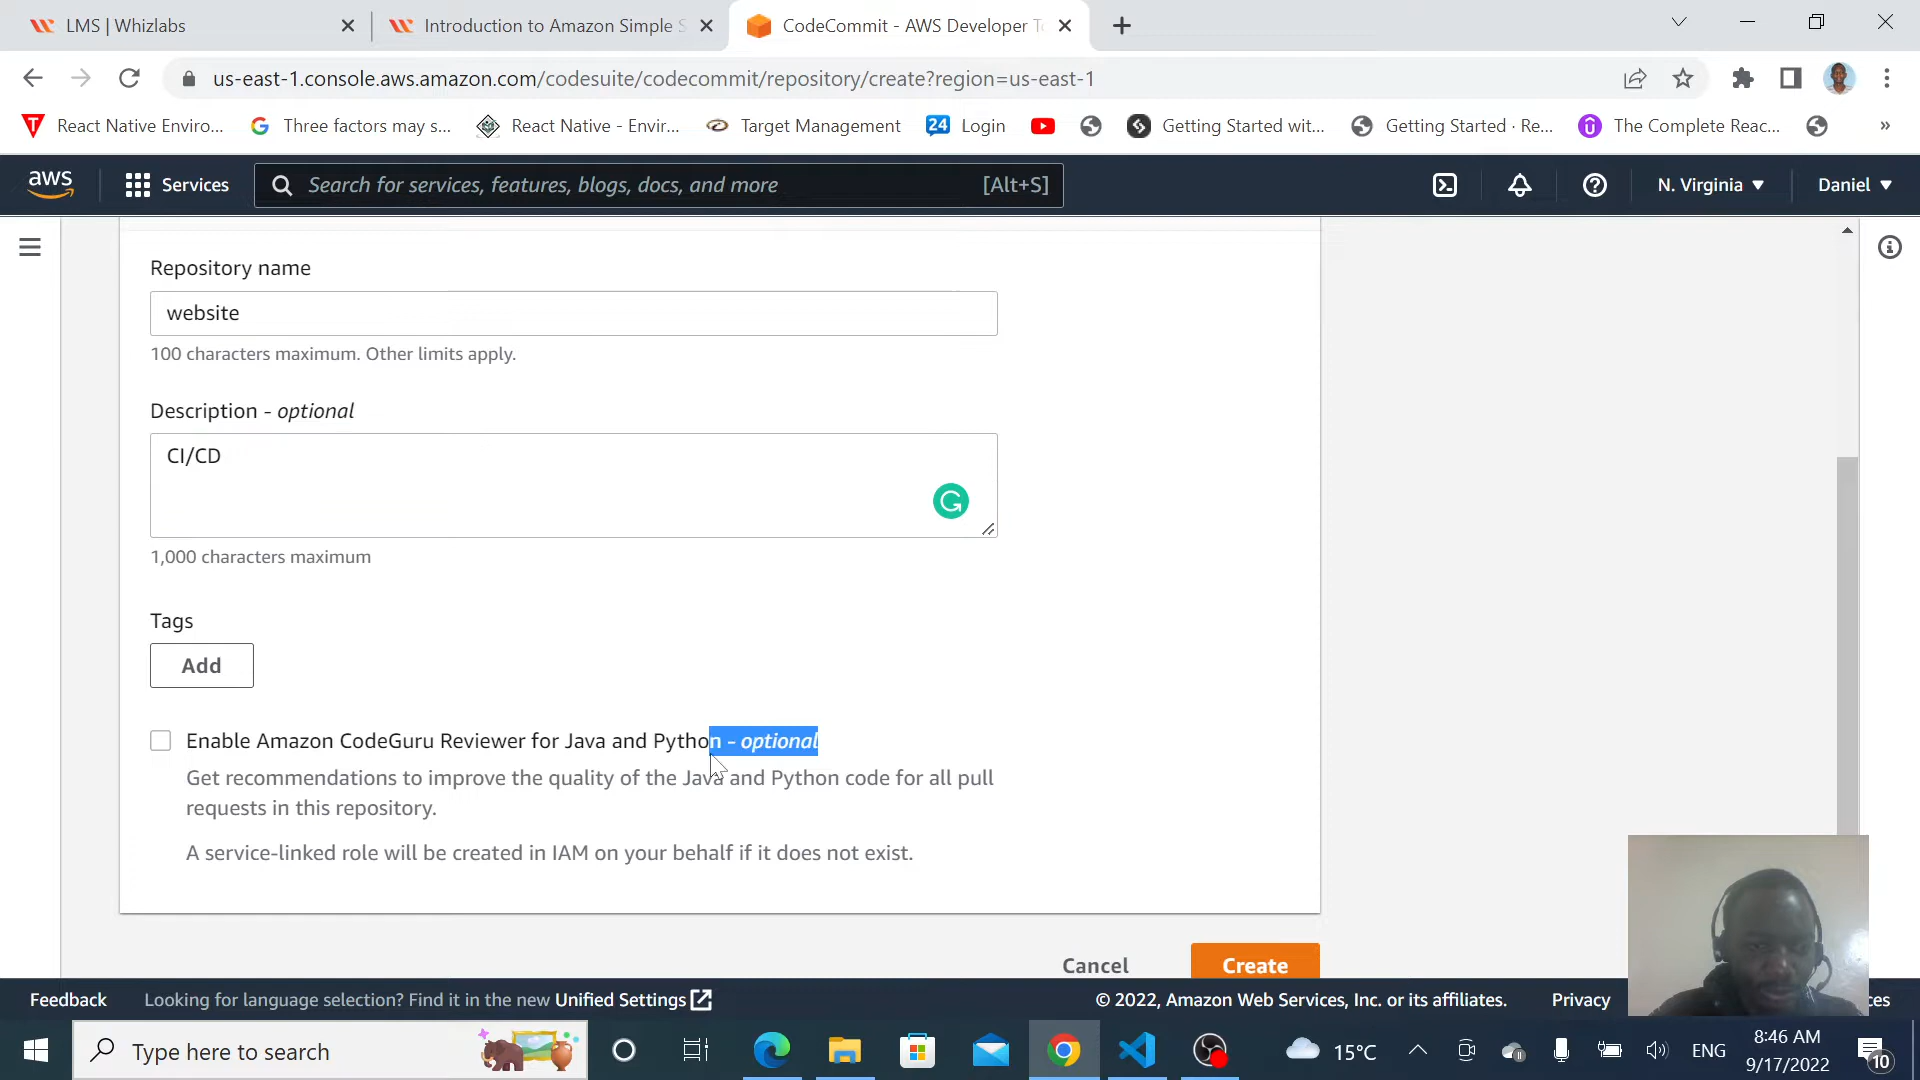 LMS | Whizlabs
Introduction to Amazon Simple S
CodeCommit - AWS Developer To
us-east-1.console.aws.amazon.com/codesuite/codecommit/repository/create?region=us-east-1
React Native Enviro...
Three factors may s...
React Native - Envir...
Target Management
24
Login
Getting Started wit...
Getting Started · Re...
The Complete Reac...
»
aws
Services
Search for services, features, blogs, docs, and more
[Alt+S]
N. Virginia
Daniel
Repository name
website
100 characters maximum. Other limits apply.
Description - optional
CI/CD
1,000 characters maximum
Tags
Add
Enable Amazon CodeGuru Reviewer for Java and Python - optional
Get recommendations to improve the quality of the Java and Python code for all pull
requests in this repository.
A service-linked role will be created in IAM on your behalf if it does not exist.
Cancel
Create
Feedback
Looking for language selection? Find it in the new Unified Settings
© 2022, Amazon Web Services, Inc. or its affiliates.
Privacy
Type here to search
15°C
ENG
8:46 AM
9/17/2022
10